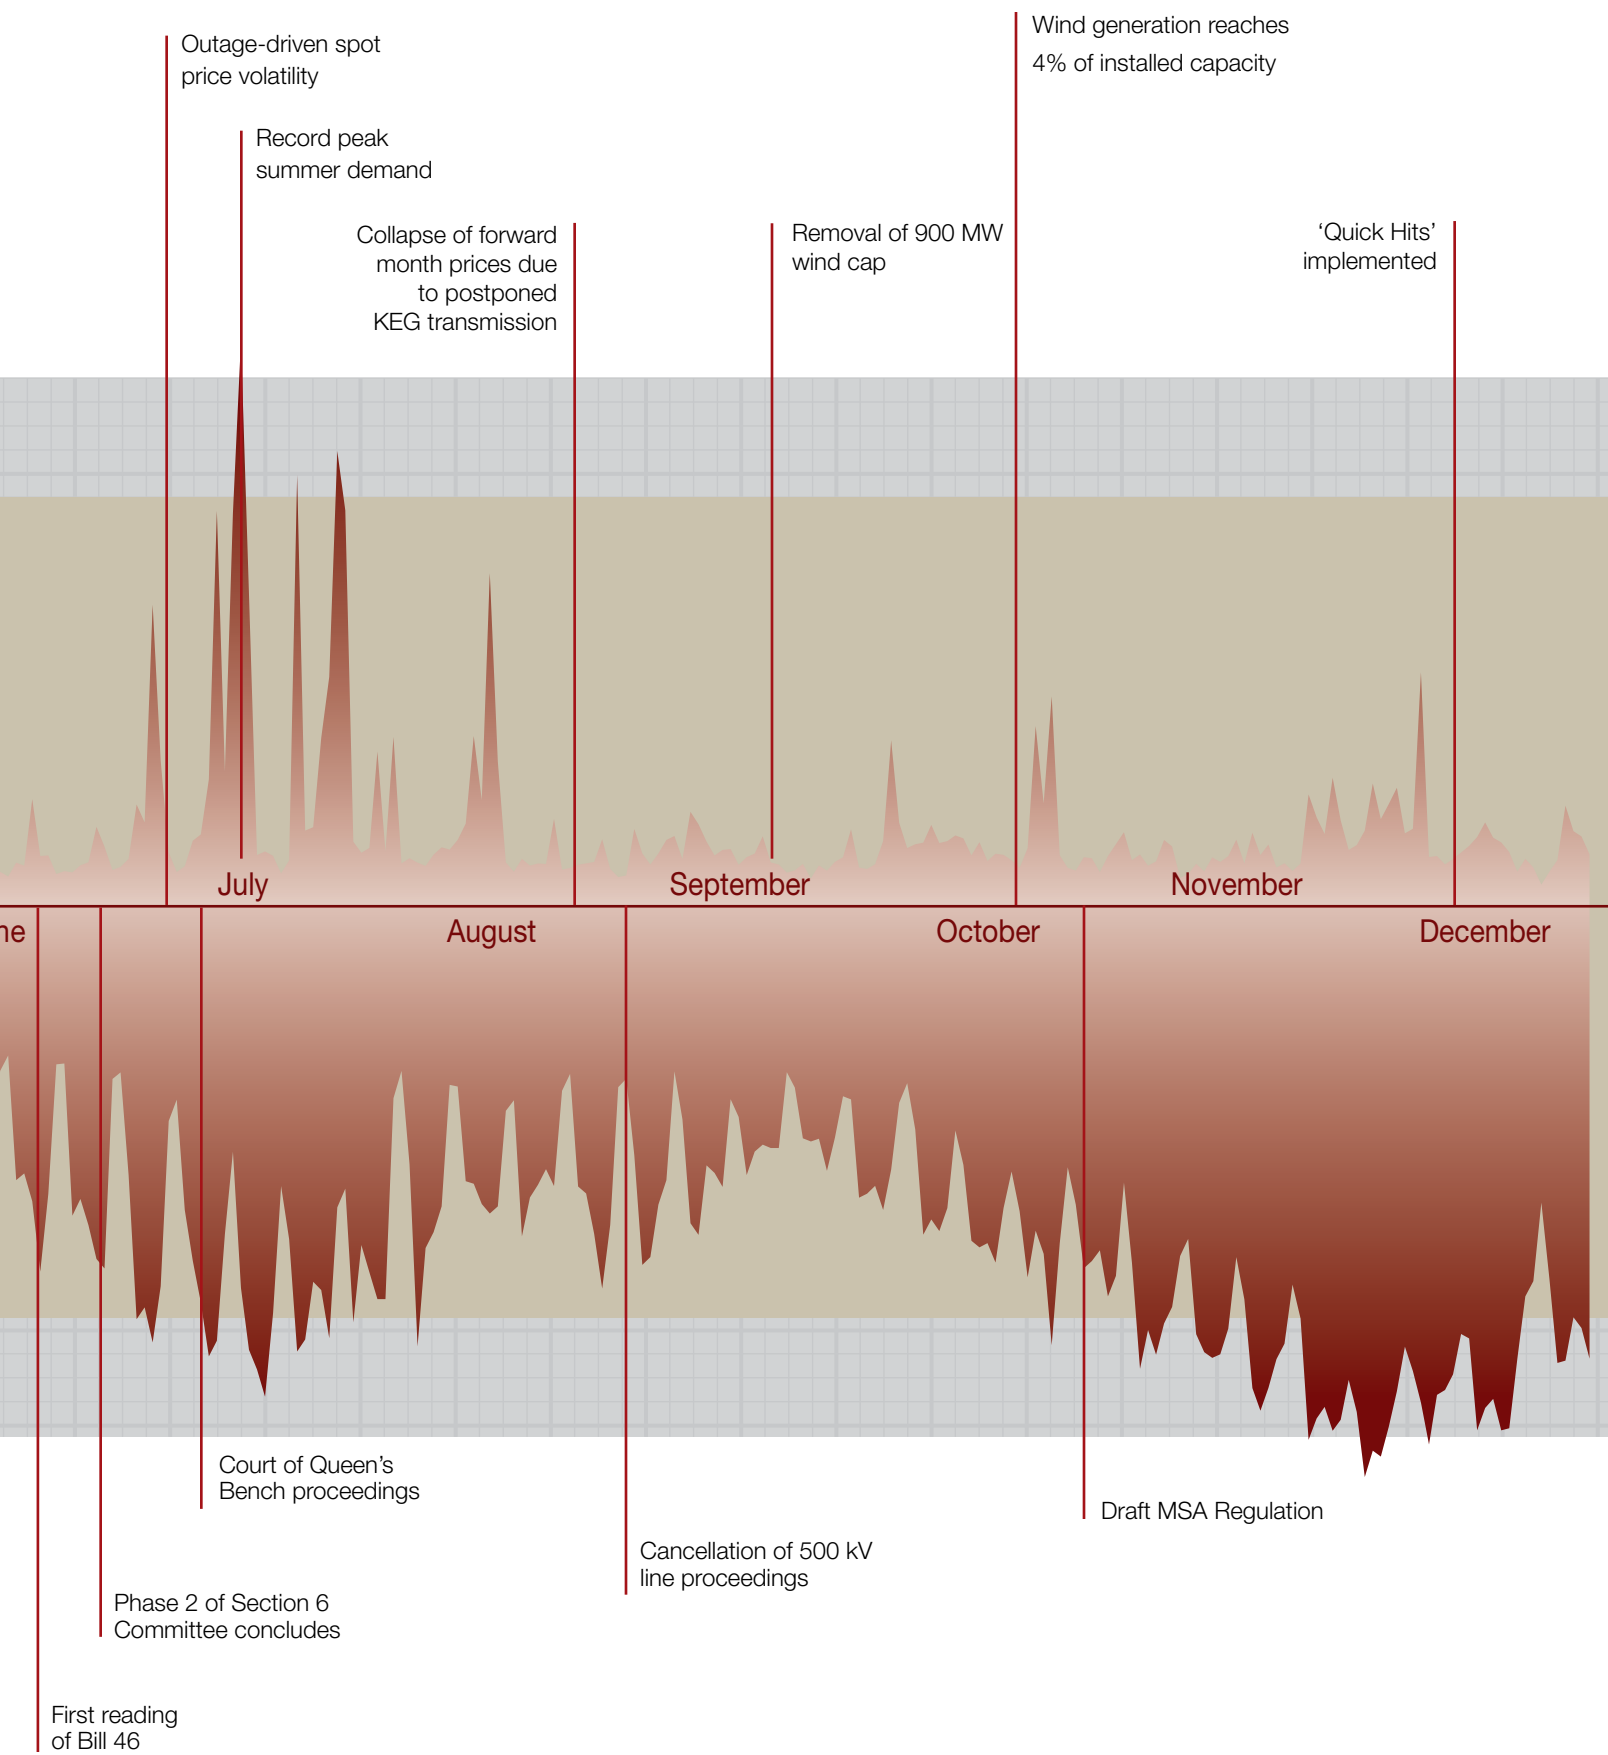 Outage-driven spot
price volatility
Record peak
summer demand
Collapse of forward
month prices due
to postponed
KEG transmission
Removal of 900 MW
wind cap
Wind generation reaches
4% of installed capacity
‘Quick Hits’
implemented
July
September
November
ne
August
October
December
Court of Queen’s
Bench proceedings
Draft MSA Regulation
Cancellation of 500 kV
line proceedings
Phase 2 of Section 6
Committee concludes
First reading
of Bill 46